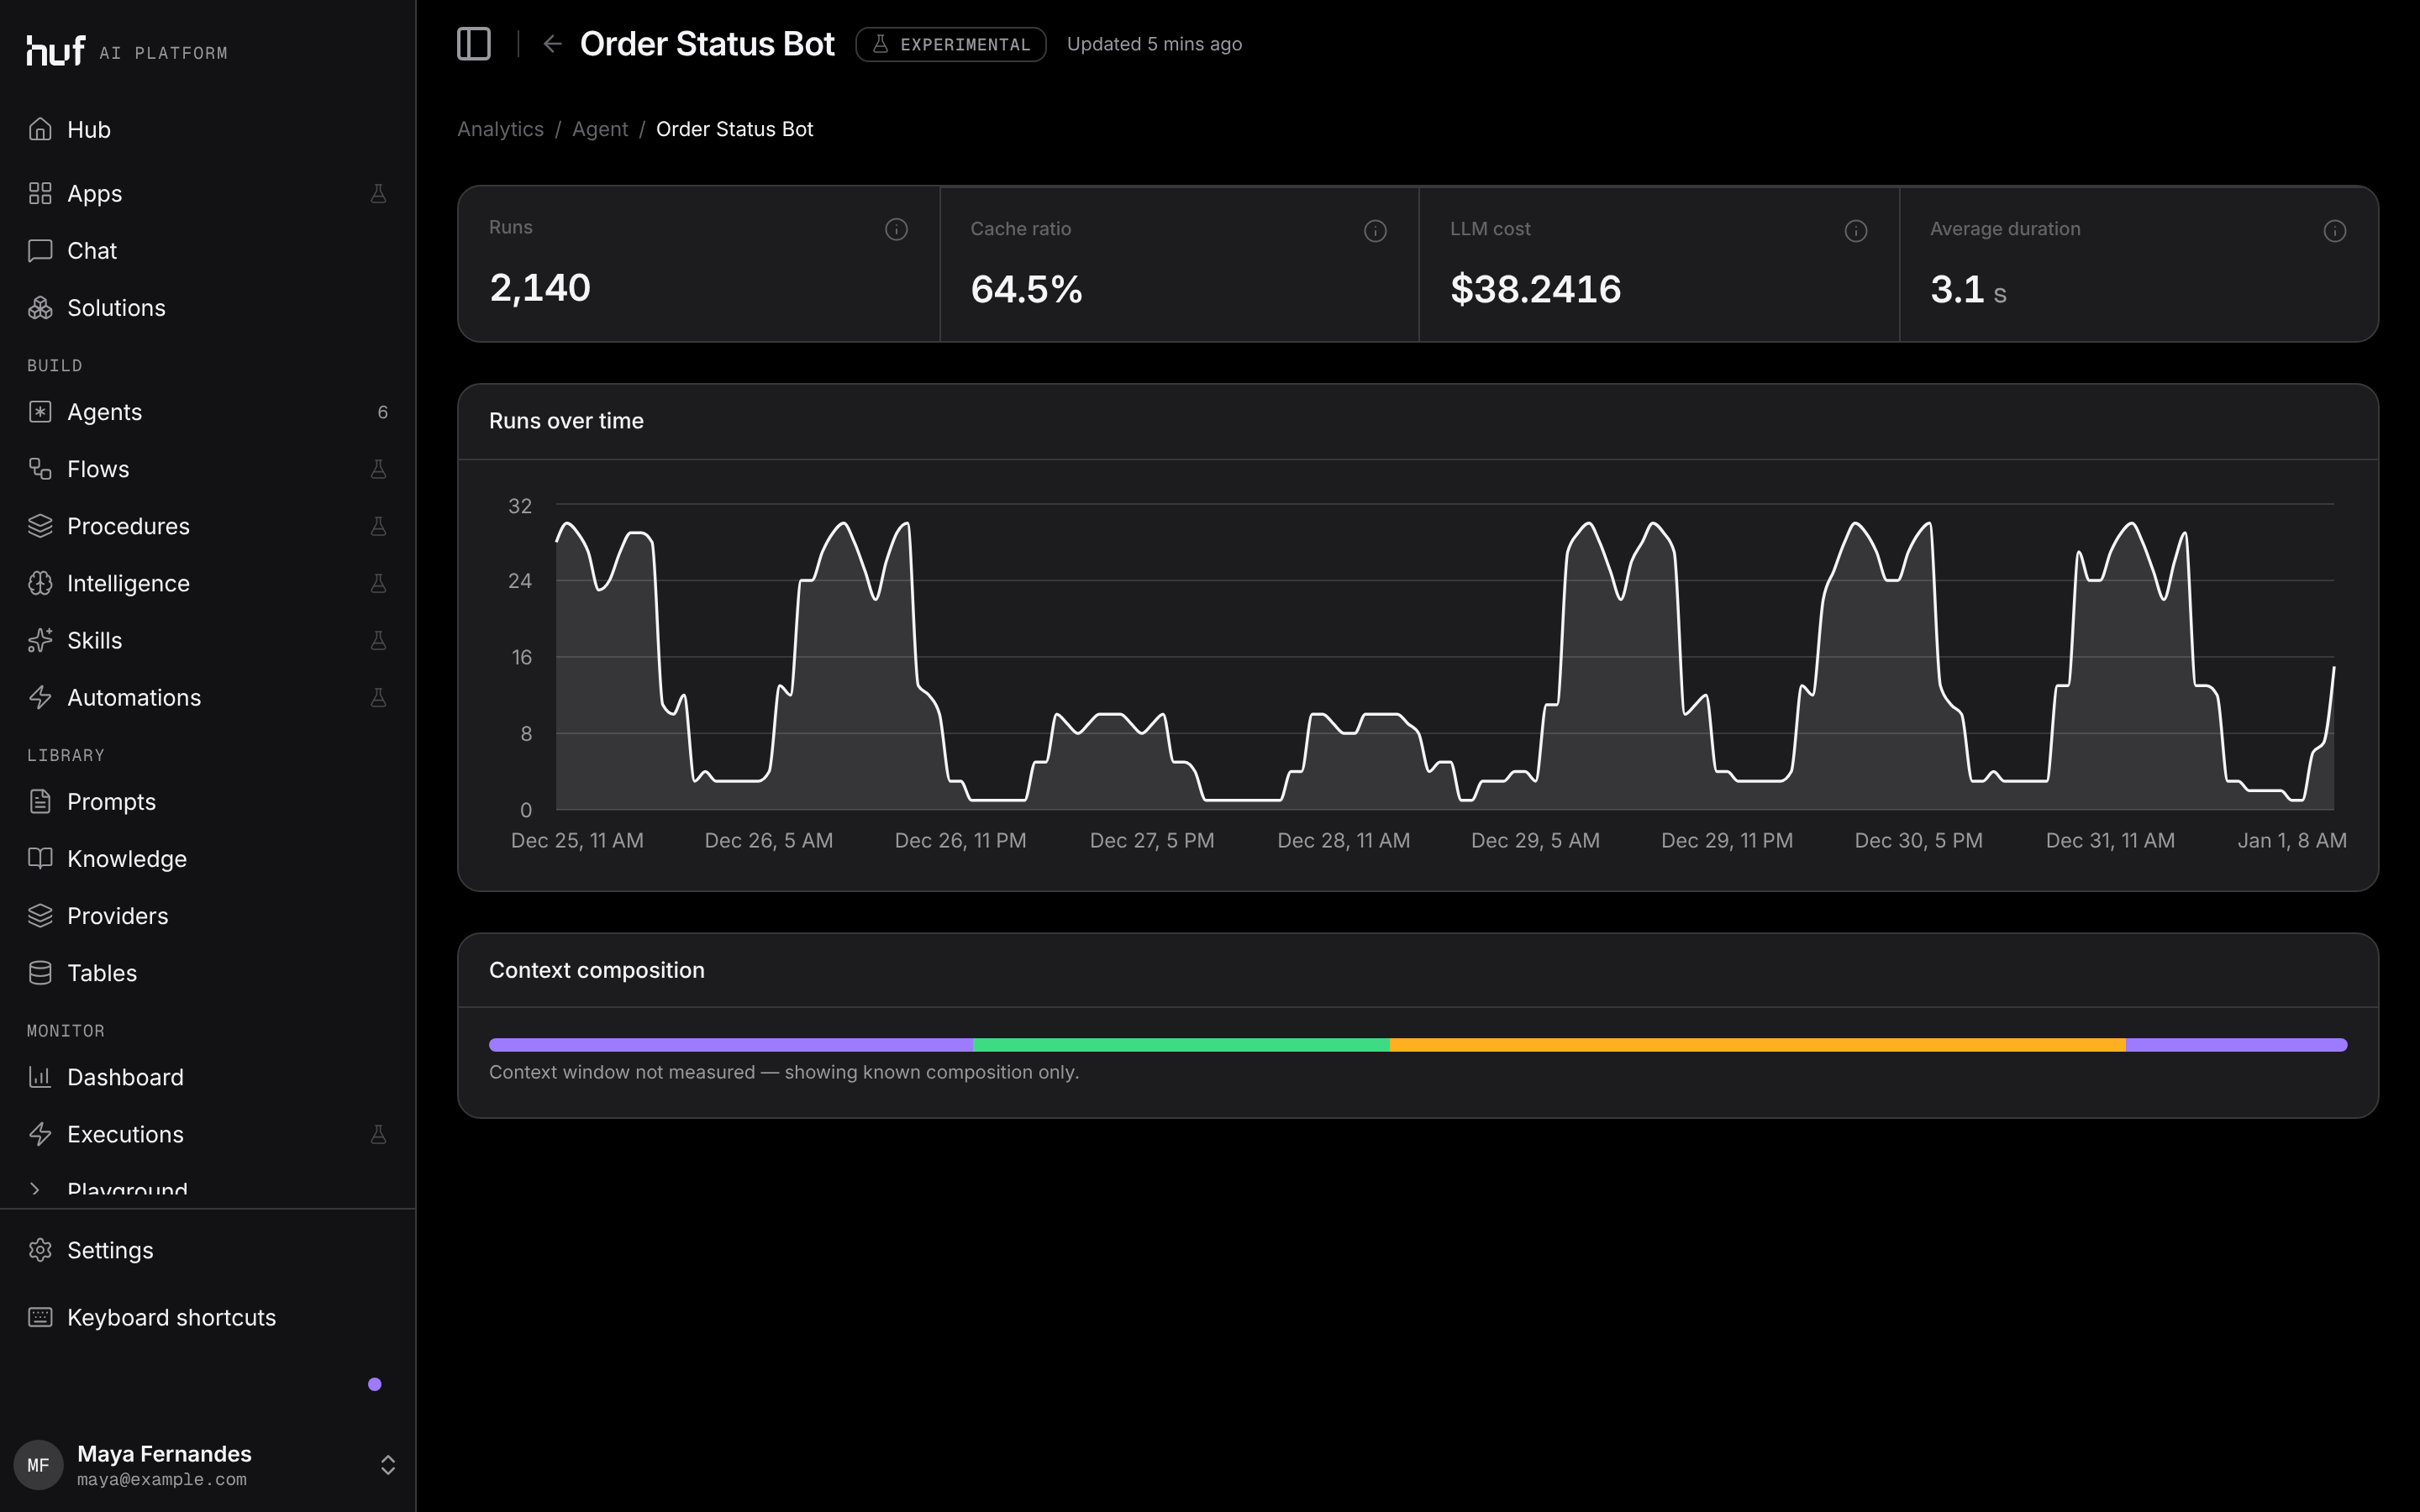 huf AI PLATFORM
Hub
Apps
Chat
Solutions
BUILD
Agents 6
Flows
Procedures
Intelligence
Skills
Automations
LIBRARY
Prompts
Knowledge
Providers
Tables
MONITOR
Dashboard
Executions
Playground
Settings
Keyboard shortcuts
MF
Maya Fernandes
maya@example.com
Order Status Bot EXPERIMENTAL Updated 5 mins ago
Analytics / Agent / Order Status Bot
Runs
2,140
Cache ratio
64.5%
LLM cost
$38.2416
Average duration
3.1 s
Runs over time
32
24
16
8
0
Dec 25, 11 AM Dec 26, 5 AM Dec 26, 11 PM Dec 27, 5 PM Dec 28, 11 AM Dec 29, 5 AM Dec 29, 11 PM Dec 30, 5 PM Dec 31, 11 AM Jan 1, 8 AM
Context composition
Context window not measured — showing known composition only.